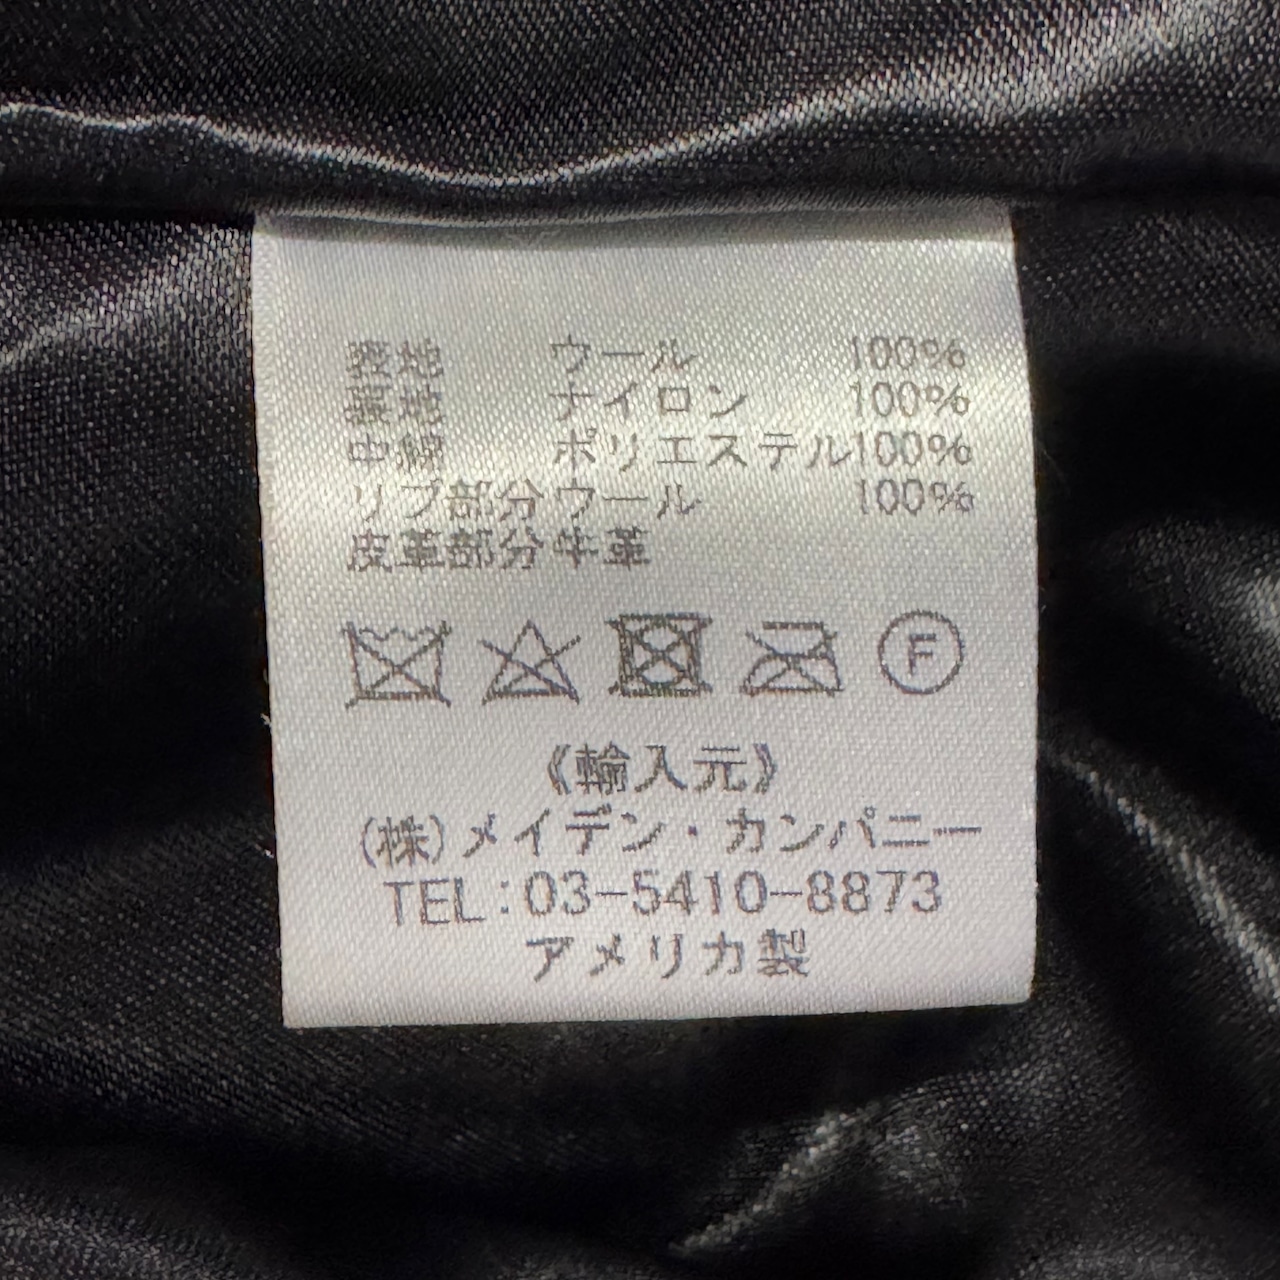 表地 ウール 100%
裏地 ナイロン 100%
中綿 ポリエステル100%
リブ部分 ウール 100%
皮革部分 牛革
F
《輸入元》
(株)メイデン・カンパニー
TEL:03-5410-8873
アメリカ製